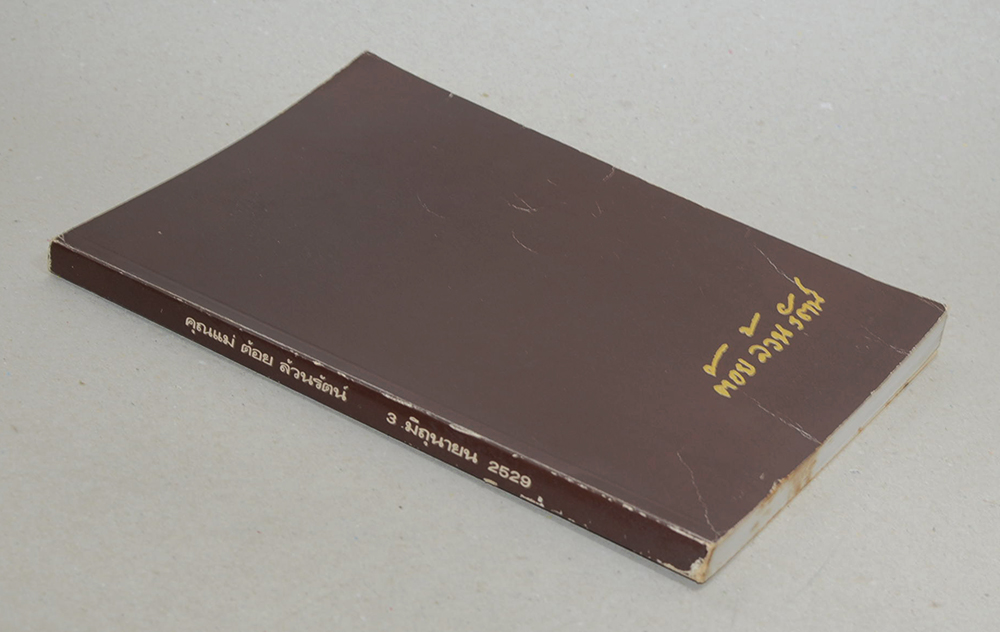 ต้อย ล้วนรัตน์
คุณแม่ ต้อย ล้วนรัตน์ 3 มิถุนายน 2529